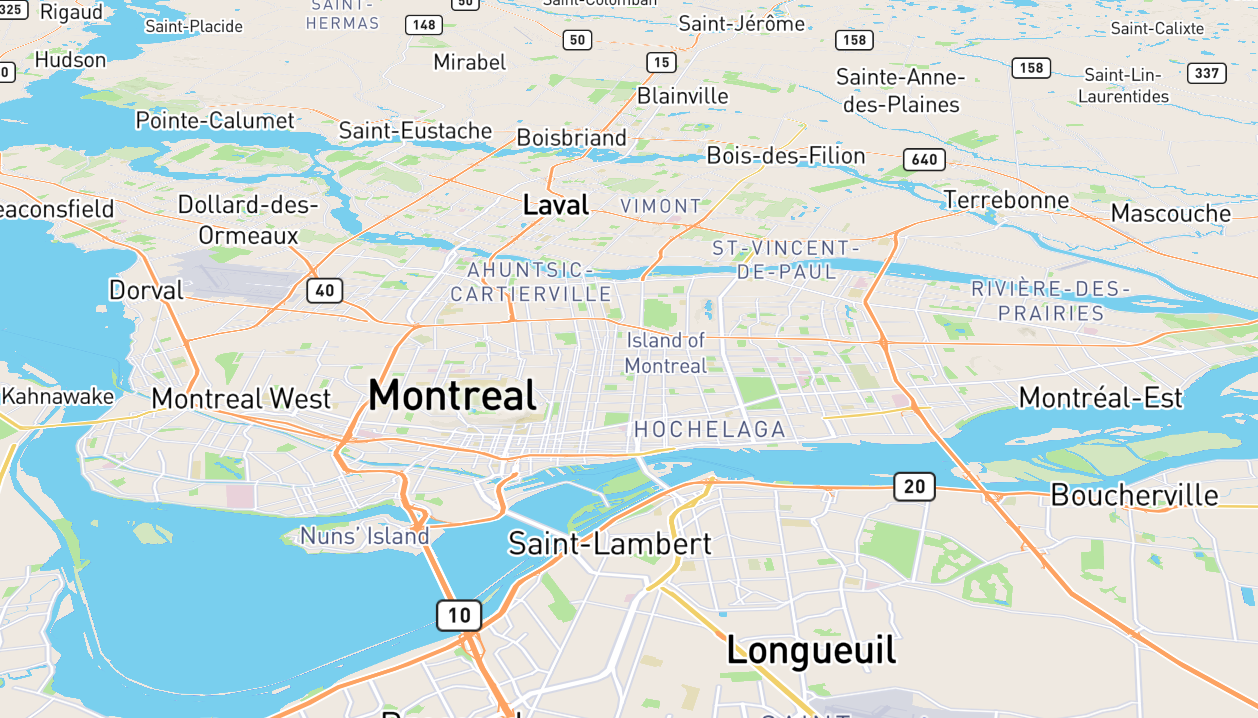 325
Rigaud
Saint-Placide
SAINT-
HERMAS
148
50
Saint-Colomban
Saint-Jérôme
50
15
158
Saint-Calixte
Hudson
Mirabel
158
337
Sainte-Anne-
des-Plaines
Saint-Lin-
Laurentides
Blainville
Pointe-Calumet
Saint-Eustache
Boisbriand
Bois-des-Filion
640
Dollard-des-
Ormeaux
Laval
VIMONT
Terrebonne
Mascouche
eaconsfield
ST-VINCENT-
DE-PAUL
AHUNTSIC-
CARTIERVILLE
Dorval
40
RIVIÈRE-DES-
PRAIRIES
Island of
Montreal
Kahnawake
Montreal West
Montreal
Montréal-Est
HOCHELAGA
20
Boucherville
Nuns' Island
Saint-Lambert
10
Longueuil